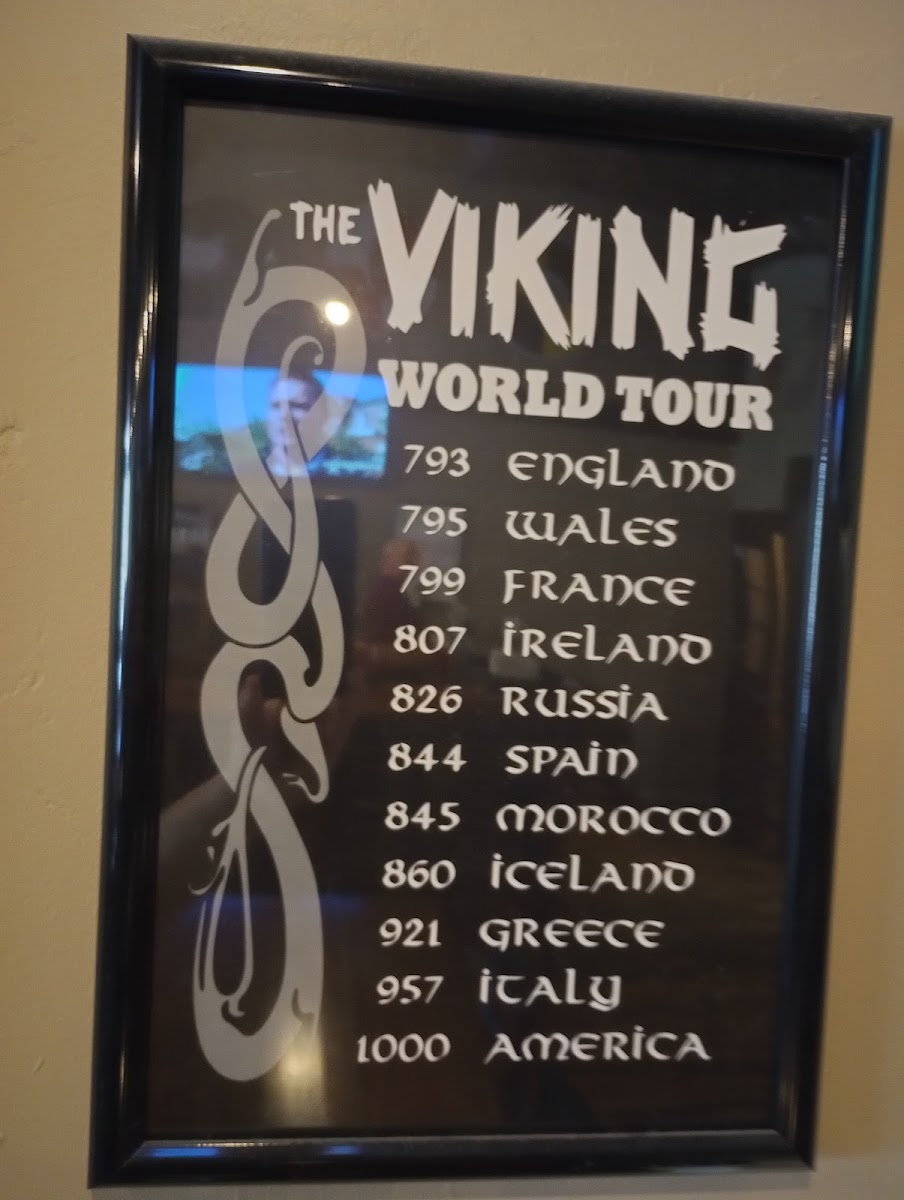 THE VIKING
WORLD TOUR
793 ENGLAND
795 WALES
799 FRANCE
807 IRELAND
826 RUSSIA
844 SPAIN
845 MOROCCO
860 ICELAND
921 GREECE
957 ITALY
1000 AMERICA